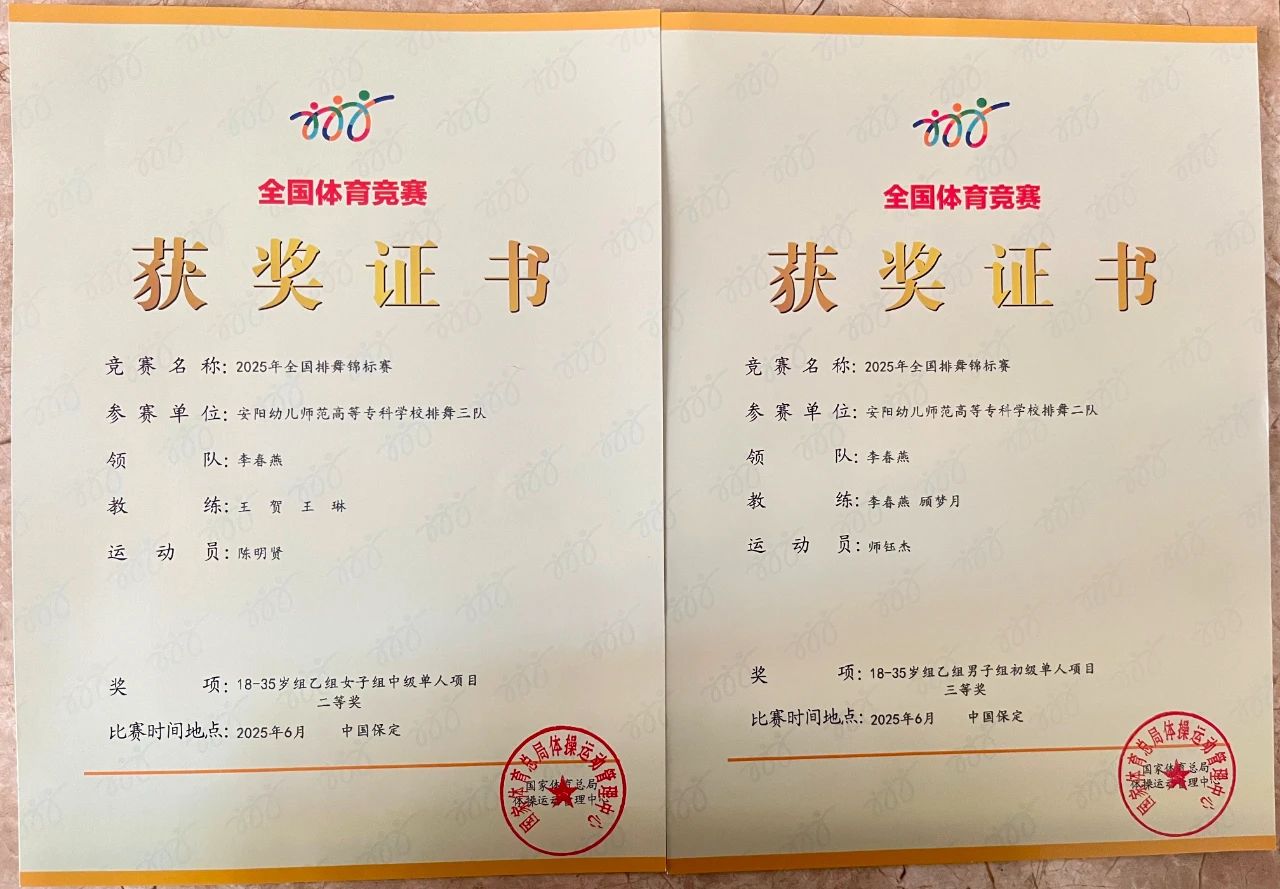 全国体育竞赛
获奖证书
竞赛名称：2025年全国排舞锦标赛
参赛单位：安阳幼儿师范高等专科学校排舞三队
领队：李春燕
教练：王 贺 王 琳
运动员：陈明贤
奖项：18-35岁组乙组女子组中级单人项目
二等奖
比赛时间地点：2025年6月 中国保定
国家体育总局
体操运动管理中心
国家体育总局体操运动管理中心
全国体育竞赛
获奖证书
竞赛名称：2025年全国排舞锦标赛
参赛单位：安阳幼儿师范高等专科学校排舞二队
领队：李春燕
教练：李春燕 顾梦月
运动员：师钰杰
奖项：18-35岁组乙组男子组初级单人项目
三等奖
比赛时间地点：2025年6月 中国保定
国家体育总局
体操运动管理中心
国家体育总局体操运动管理中心